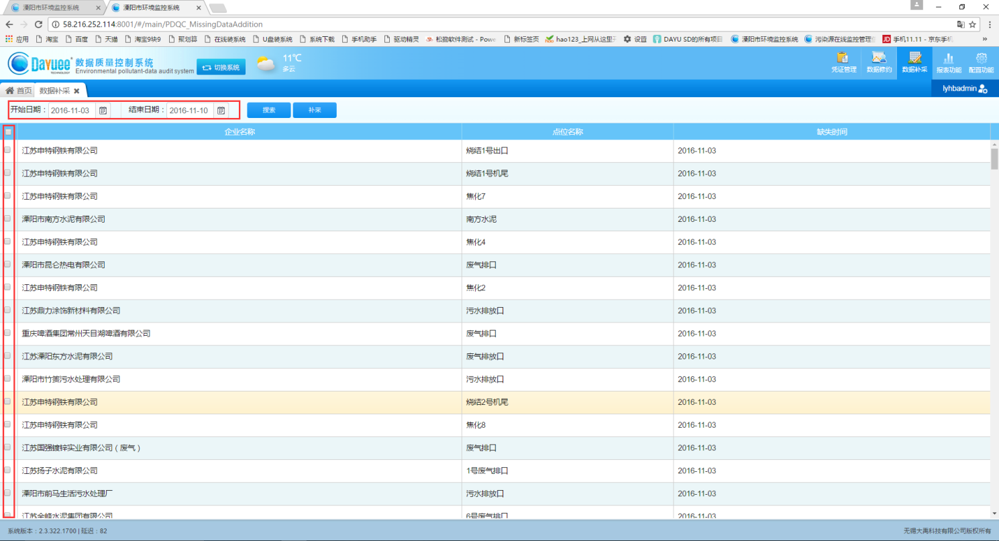 溧阳市环境监控系统 溧阳市环境监控系统
58.216.252.114:8001/#/main/PDQC_MissingDataAddition
应用 淘宝 百度 天猫 淘宝9块9 聚划算 在线装系统 U盘装系统 系统下载 手机助手 驱动精灵 松勤软件测试 - Powe 新标签页 hao123_上网从这里 设置 DAYU SD的所有项目 溧阳市环境监控系统 污染源在线监控管理 JD 手机11.11 - 京东手机
Dayuee TECHNOLOGY 数据质量控制系统 Environmental pollutant-data audit system 切换系统 11℃ 多云 凭证管理 数据修约 数据补采 报表功能 配置功能
首页 数据补采 lyhbadmin
开始日期： 2016-11-03 结束日期： 2016-11-10 搜索 补采
企业名称 点位名称 缺失时间
江苏申特钢铁有限公司 烧结1号出口 2016-11-03
江苏申特钢铁有限公司 烧结1号机尾 2016-11-03
江苏申特钢铁有限公司 焦化7 2016-11-03
溧阳市南方水泥有限公司 南方水泥 2016-11-03
江苏申特钢铁有限公司 焦化4 2016-11-03
溧阳市昆仑热电有限公司 废气排口 2016-11-03
江苏申特钢铁有限公司 焦化2 2016-11-03
江苏鼎力涂饰新材料有限公司 污水排放口 2016-11-03
重庆啤酒集团常州天目湖啤酒有限公司 废气排口 2016-11-03
江苏溧阳东方水泥有限公司 废气排放口 2016-11-03
溧阳市竹箦污水处理有限公司 污水排放口 2016-11-03
江苏申特钢铁有限公司 烧结2号机尾 2016-11-03
江苏申特钢铁有限公司 焦化8 2016-11-03
江苏国强镀锌实业有限公司（废气） 废气排口 2016-11-03
江苏扬子水泥有限公司 1号废气排口 2016-11-03
溧阳市前马生活污水处理厂 污水排放口 2016-11-03
江苏金峰水泥集团有限公司 6号废气排口 2016-11-03
系统版本：2.3.322.1700 | 延迟：82 无锡大禹科技有限公司版权所有